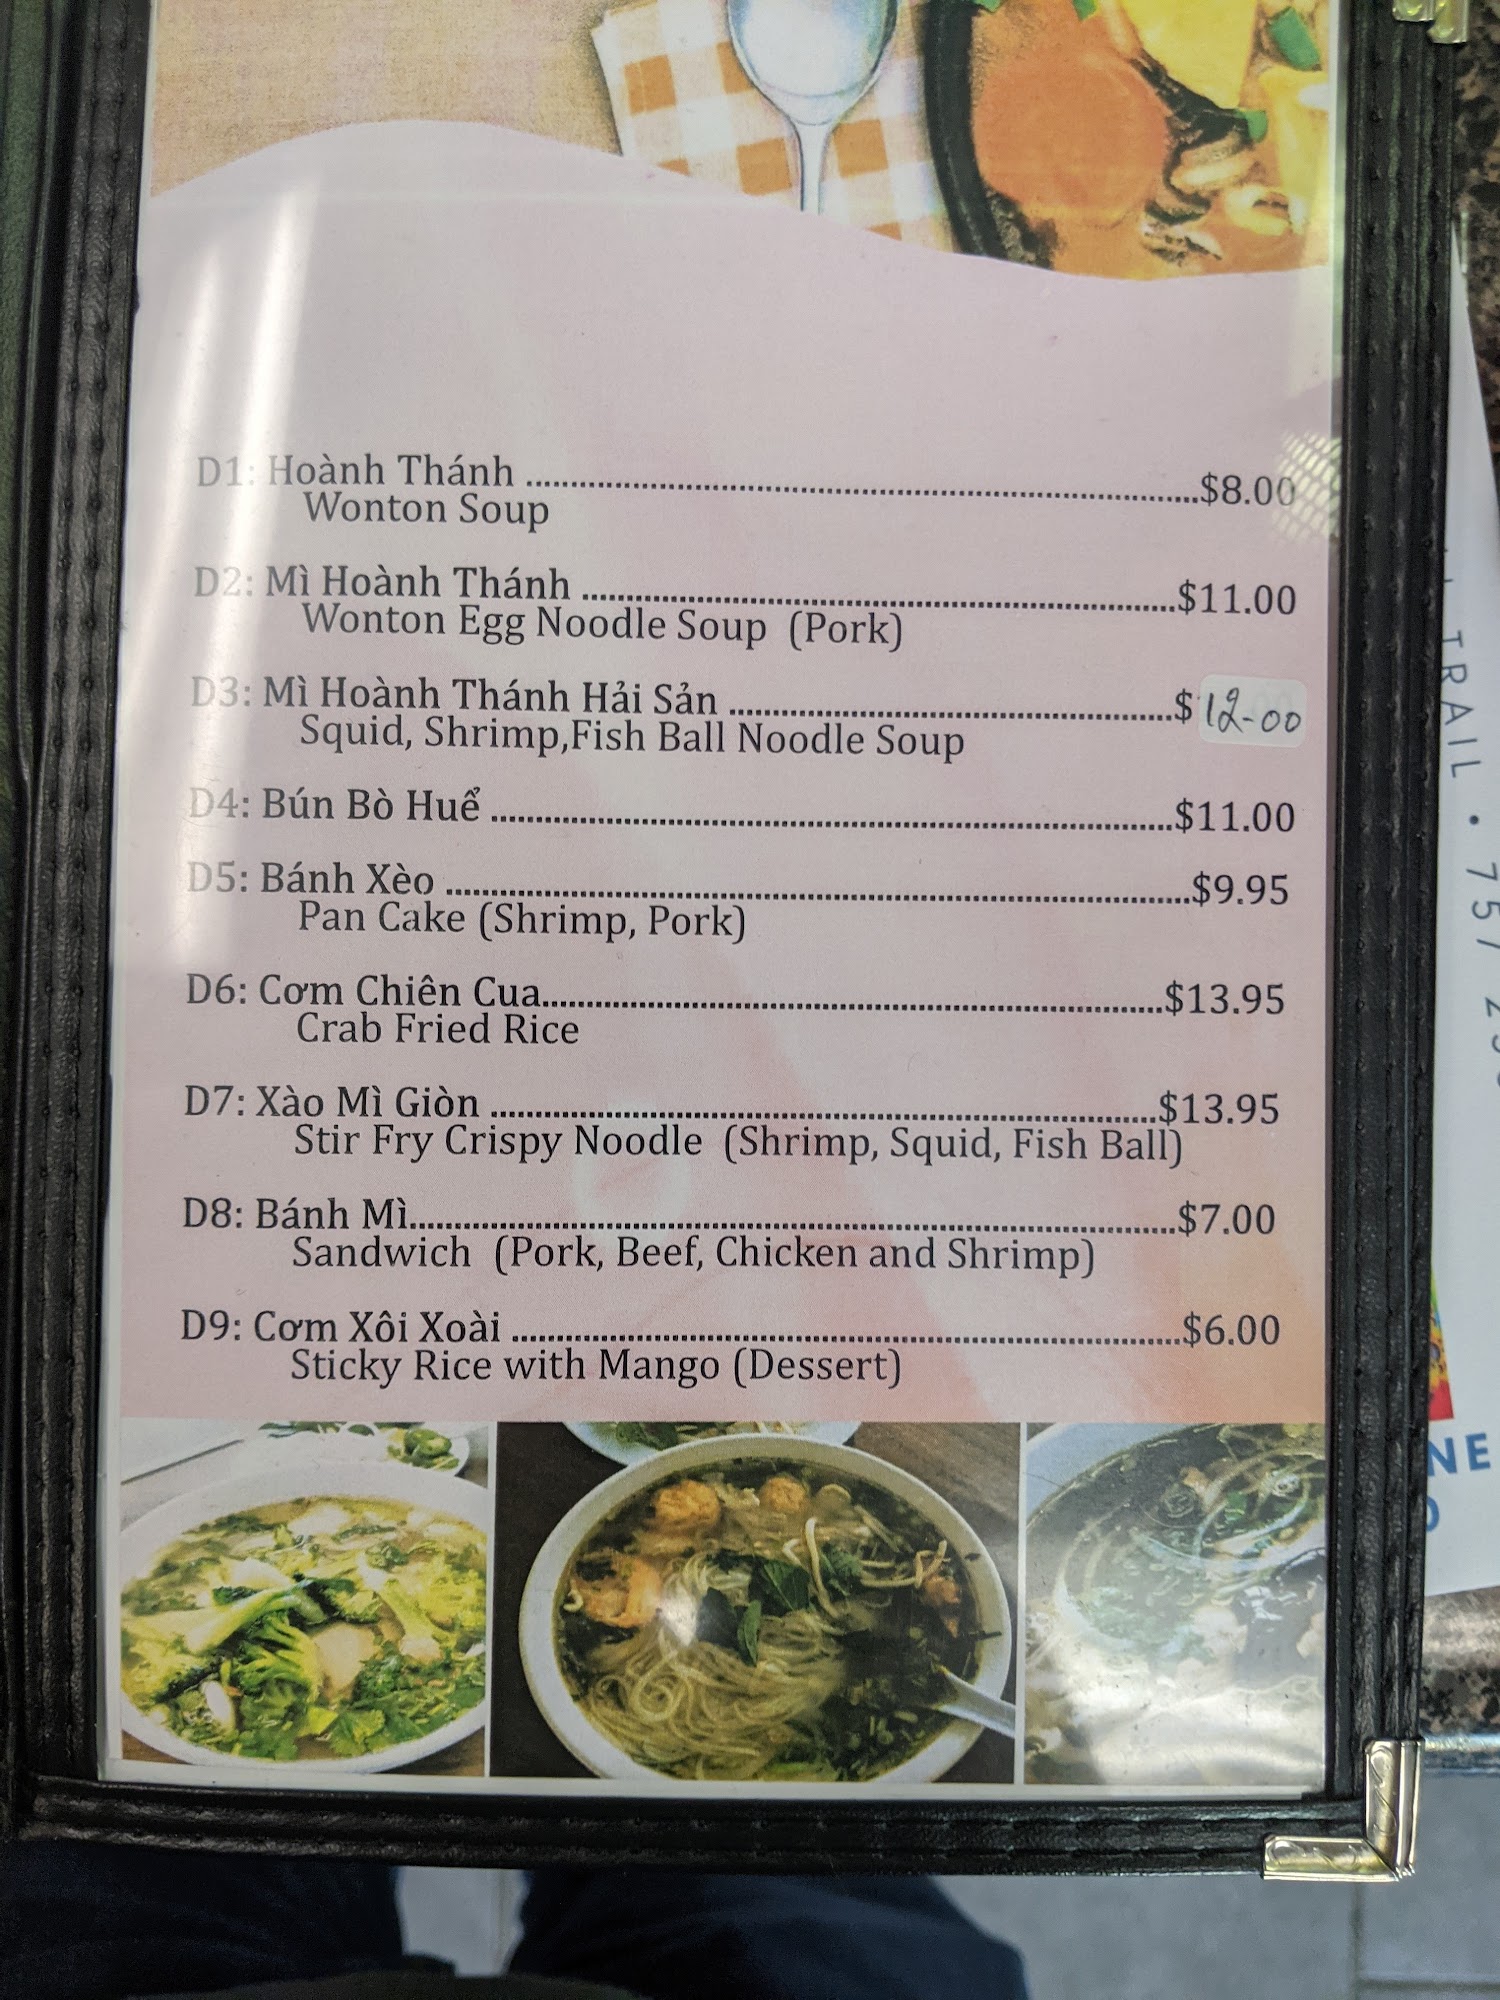 D1: Hoành Thánh ........ $8.00
Wonton Soup
D2: Mì Hoành Thánh ........ $11.00
Wonton Egg Noodle Soup (Pork)
D3: Mì Hoành Thánh Hải Sản ........ $12-00
Squid, Shrimp,Fish Ball Noodle Soup
D4: Bún Bò Huể ........ $11.00
D5: Bánh Xèo ........ $9.95
Pan Cake (Shrimp, Pork)
D6: Cơm Chiên Cua........ $13.95
Crab Fried Rice
D7: Xào Mì Giòn ........ $13.95
Stir Fry Crispy Noodle (Shrimp, Squid, Fish Ball)
D8: Bánh Mì........ $7.00
Sandwich (Pork, Beef, Chicken and Shrimp)
D9: Cơm Xôi Xoài ........ $6.00
Sticky Rice with Mango (Dessert)
TRAIL • 757
NE